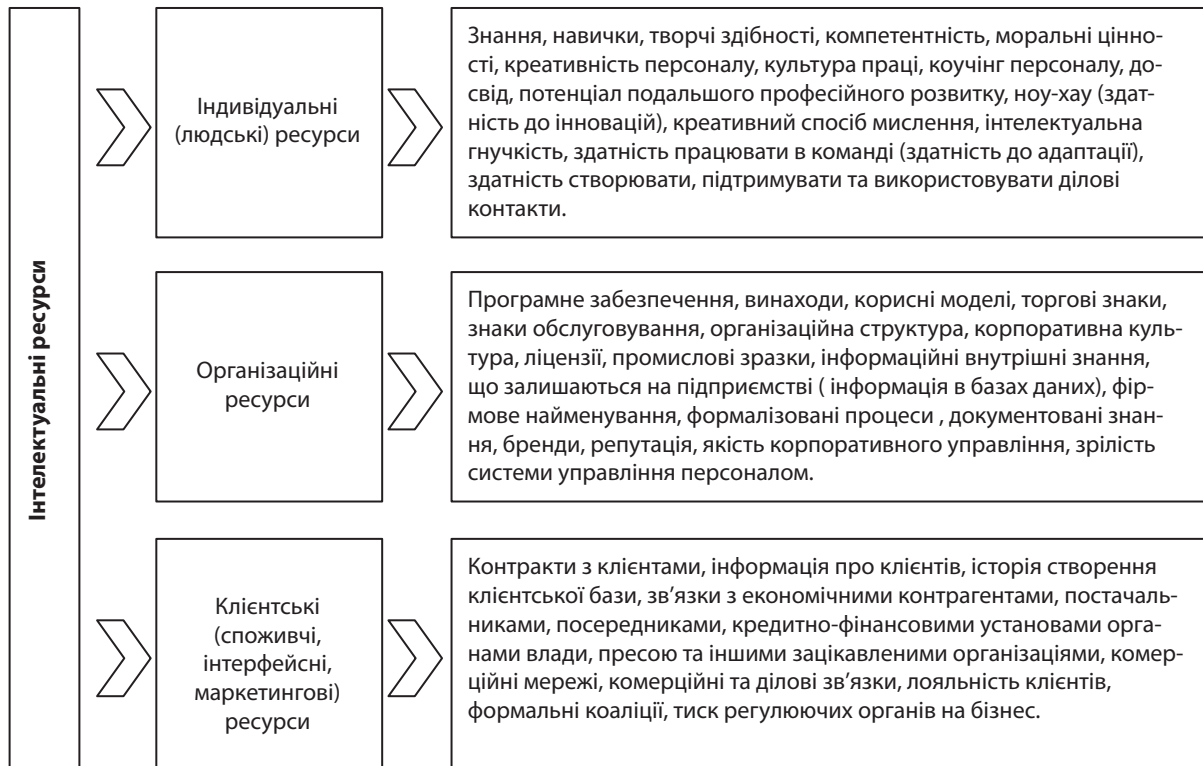 Інтелектуальні ресурси
Індивідуальні
(людські) ресурси
Знання, навички, творчі здібності, компетентність, моральні цінно-
сті, креативність персоналу, культура праці, коучінг персоналу, до-
свід, потенціал подальшого професійного розвитку, ноу-хау (здат-
ність до інновацій), креативний спосіб мислення, інтелектуальна
гнучкість, здатність працювати в команді (здатність до адаптації),
здатність створювати, підтримувати та використовувати ділові
контакти.
Організаційні
ресурси
Програмне забезпечення, винаходи, корисні моделі, торгові знаки,
знаки обслуговування, організаційна структура, корпоративна куль-
тура, ліцензії, промислові зразки, інформаційні внутрішні знання,
що залишаються на підприємстві ( інформація в базах даних), фір-
мове найменування, формалізовані процеси , документовані знан-
ня, бренди, репутація, якість корпоративного управління, зрілість
системи управління персоналом.
Клієнтські
(споживчі,
інтерфейсні,
маркетингові)
ресурси
Контракти з клієнтами, інформація про клієнтів, історія створення
клієнтської бази, зв’язки з економічними контрагентами, постачаль-
никами, посередниками, кредитно-фінансовими установами орга-
нами влади, пресою та іншими зацікавленими організаціями, комер-
ційні мережі, комерційні та ділові зв’язки, лояльність клієнтів,
формальні коаліції, тиск регулюючих органів на бізнес.